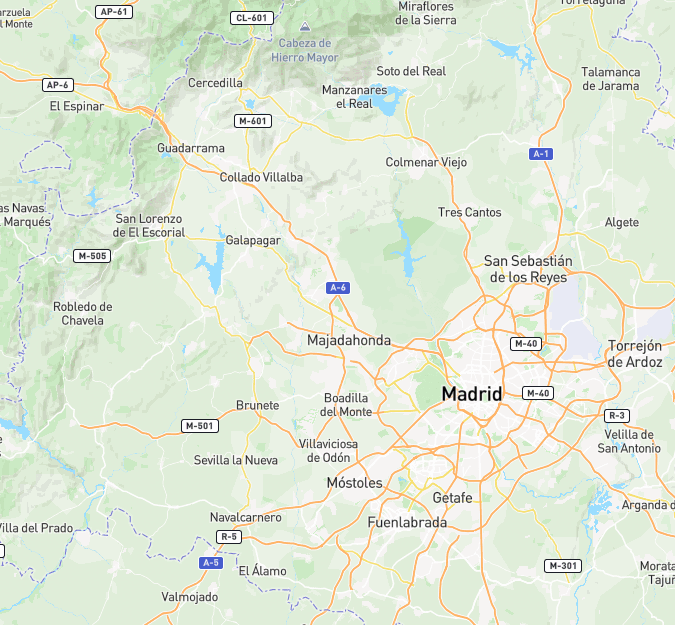 Torrelaguna
Miraflores
de la Sierra
AP-61
CL-601
Cabeza de
Hierro Mayor
del Monte
Soto del Real
Talamanca
de Jarama
Cercedilla
AP-6
Manzanares
el Real
El Espinar
M-601
Guadarrama
A-1
Colmenar Viejo
Collado Villalba
as Navas
Marqués
San Lorenzo
de El Escorial
Tres Cantos
Algete
Galapagar
M-505
San Sebastián
de los Reyes
A-6
Robledo de
Chavela
Majadahonda
M-40
Torrejón
de Ardoz
Madrid
M-40
Boadilla
del Monte
Brunete
R-3
M-501
Velilla de
San Antonio
Villaviciosa
de Odón
Sevilla la Nueva
Móstoles
Getafe
Arganda d
Navalcarnero
Fuenlabrada
Villa del Prado
R-5
A-5
El Álamo
M-301
Morata
Tajuñ
Valmojado